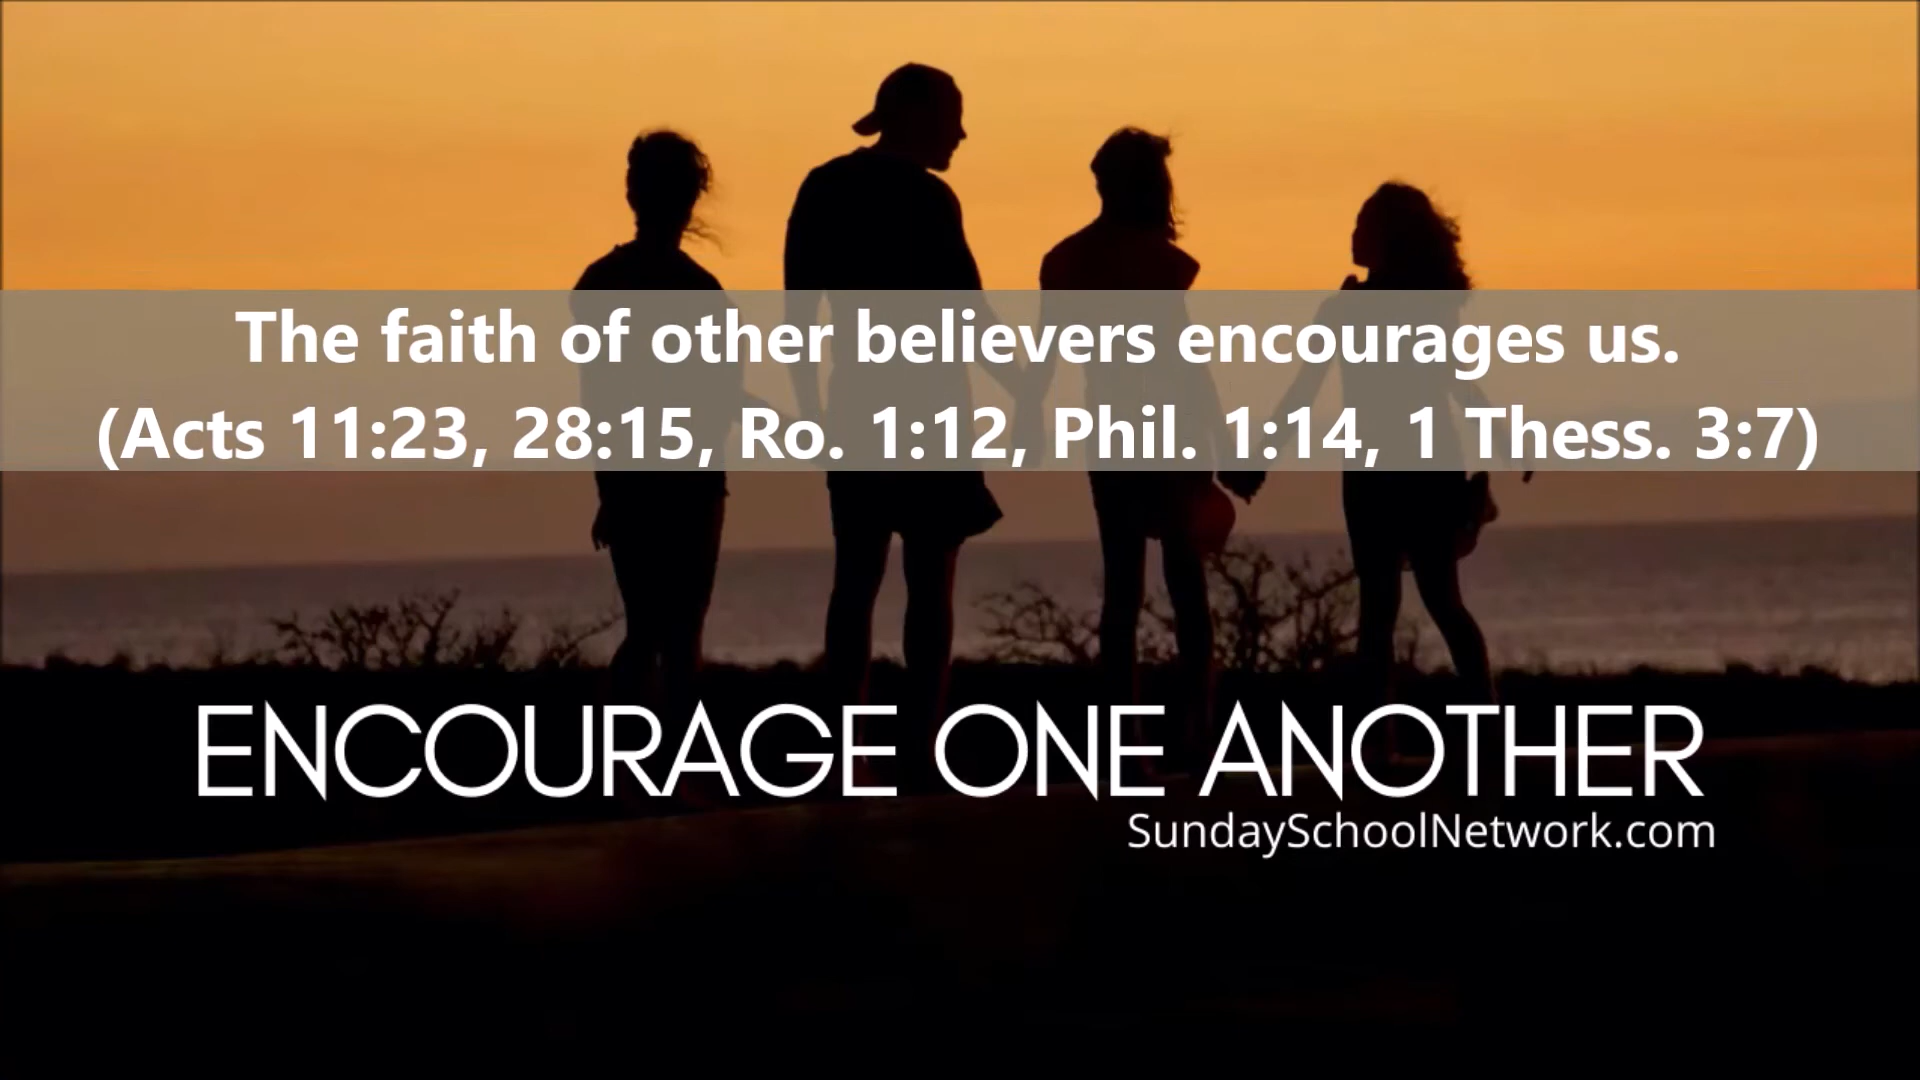 The faith of other believers encourages us.
(Acts 11:23, 28:15, Ro. 1:12, Phil. 1:14, 1 Thess. 3:7)
ENCOURAGE ONE ANOTHER
SundaySchoolNetwork.com